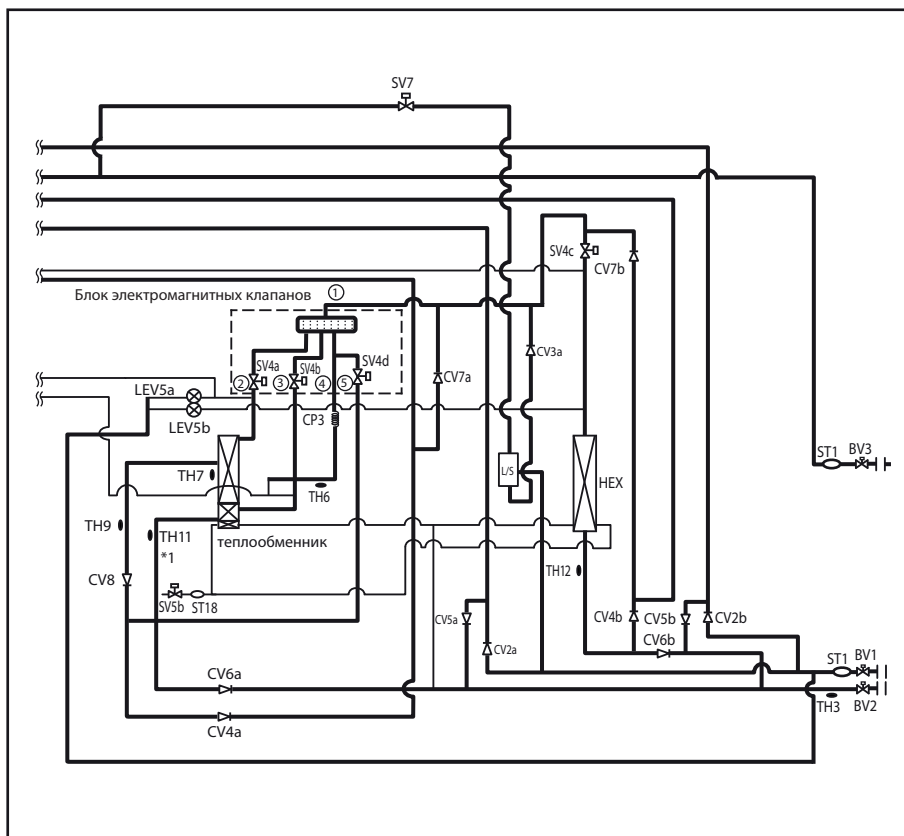 SV7
SV4c
CV7b
Блок электромагнитных клапанов
①
SV4a
SV4b
SV4d
②
③
④
⑤
CV7a
CV3a
LEV5a
LEV5b
CP3
TH7
TH6
L/S
HEX
ST1
BV3
TH9
TH11
*1
теплообменник
CV8
SV5b
ST18
TH12
CV5a
CV2a
CV4b
CV5b
CV2b
CV6b
CV6a
CV4a
ST1
BV1
TH3
BV2